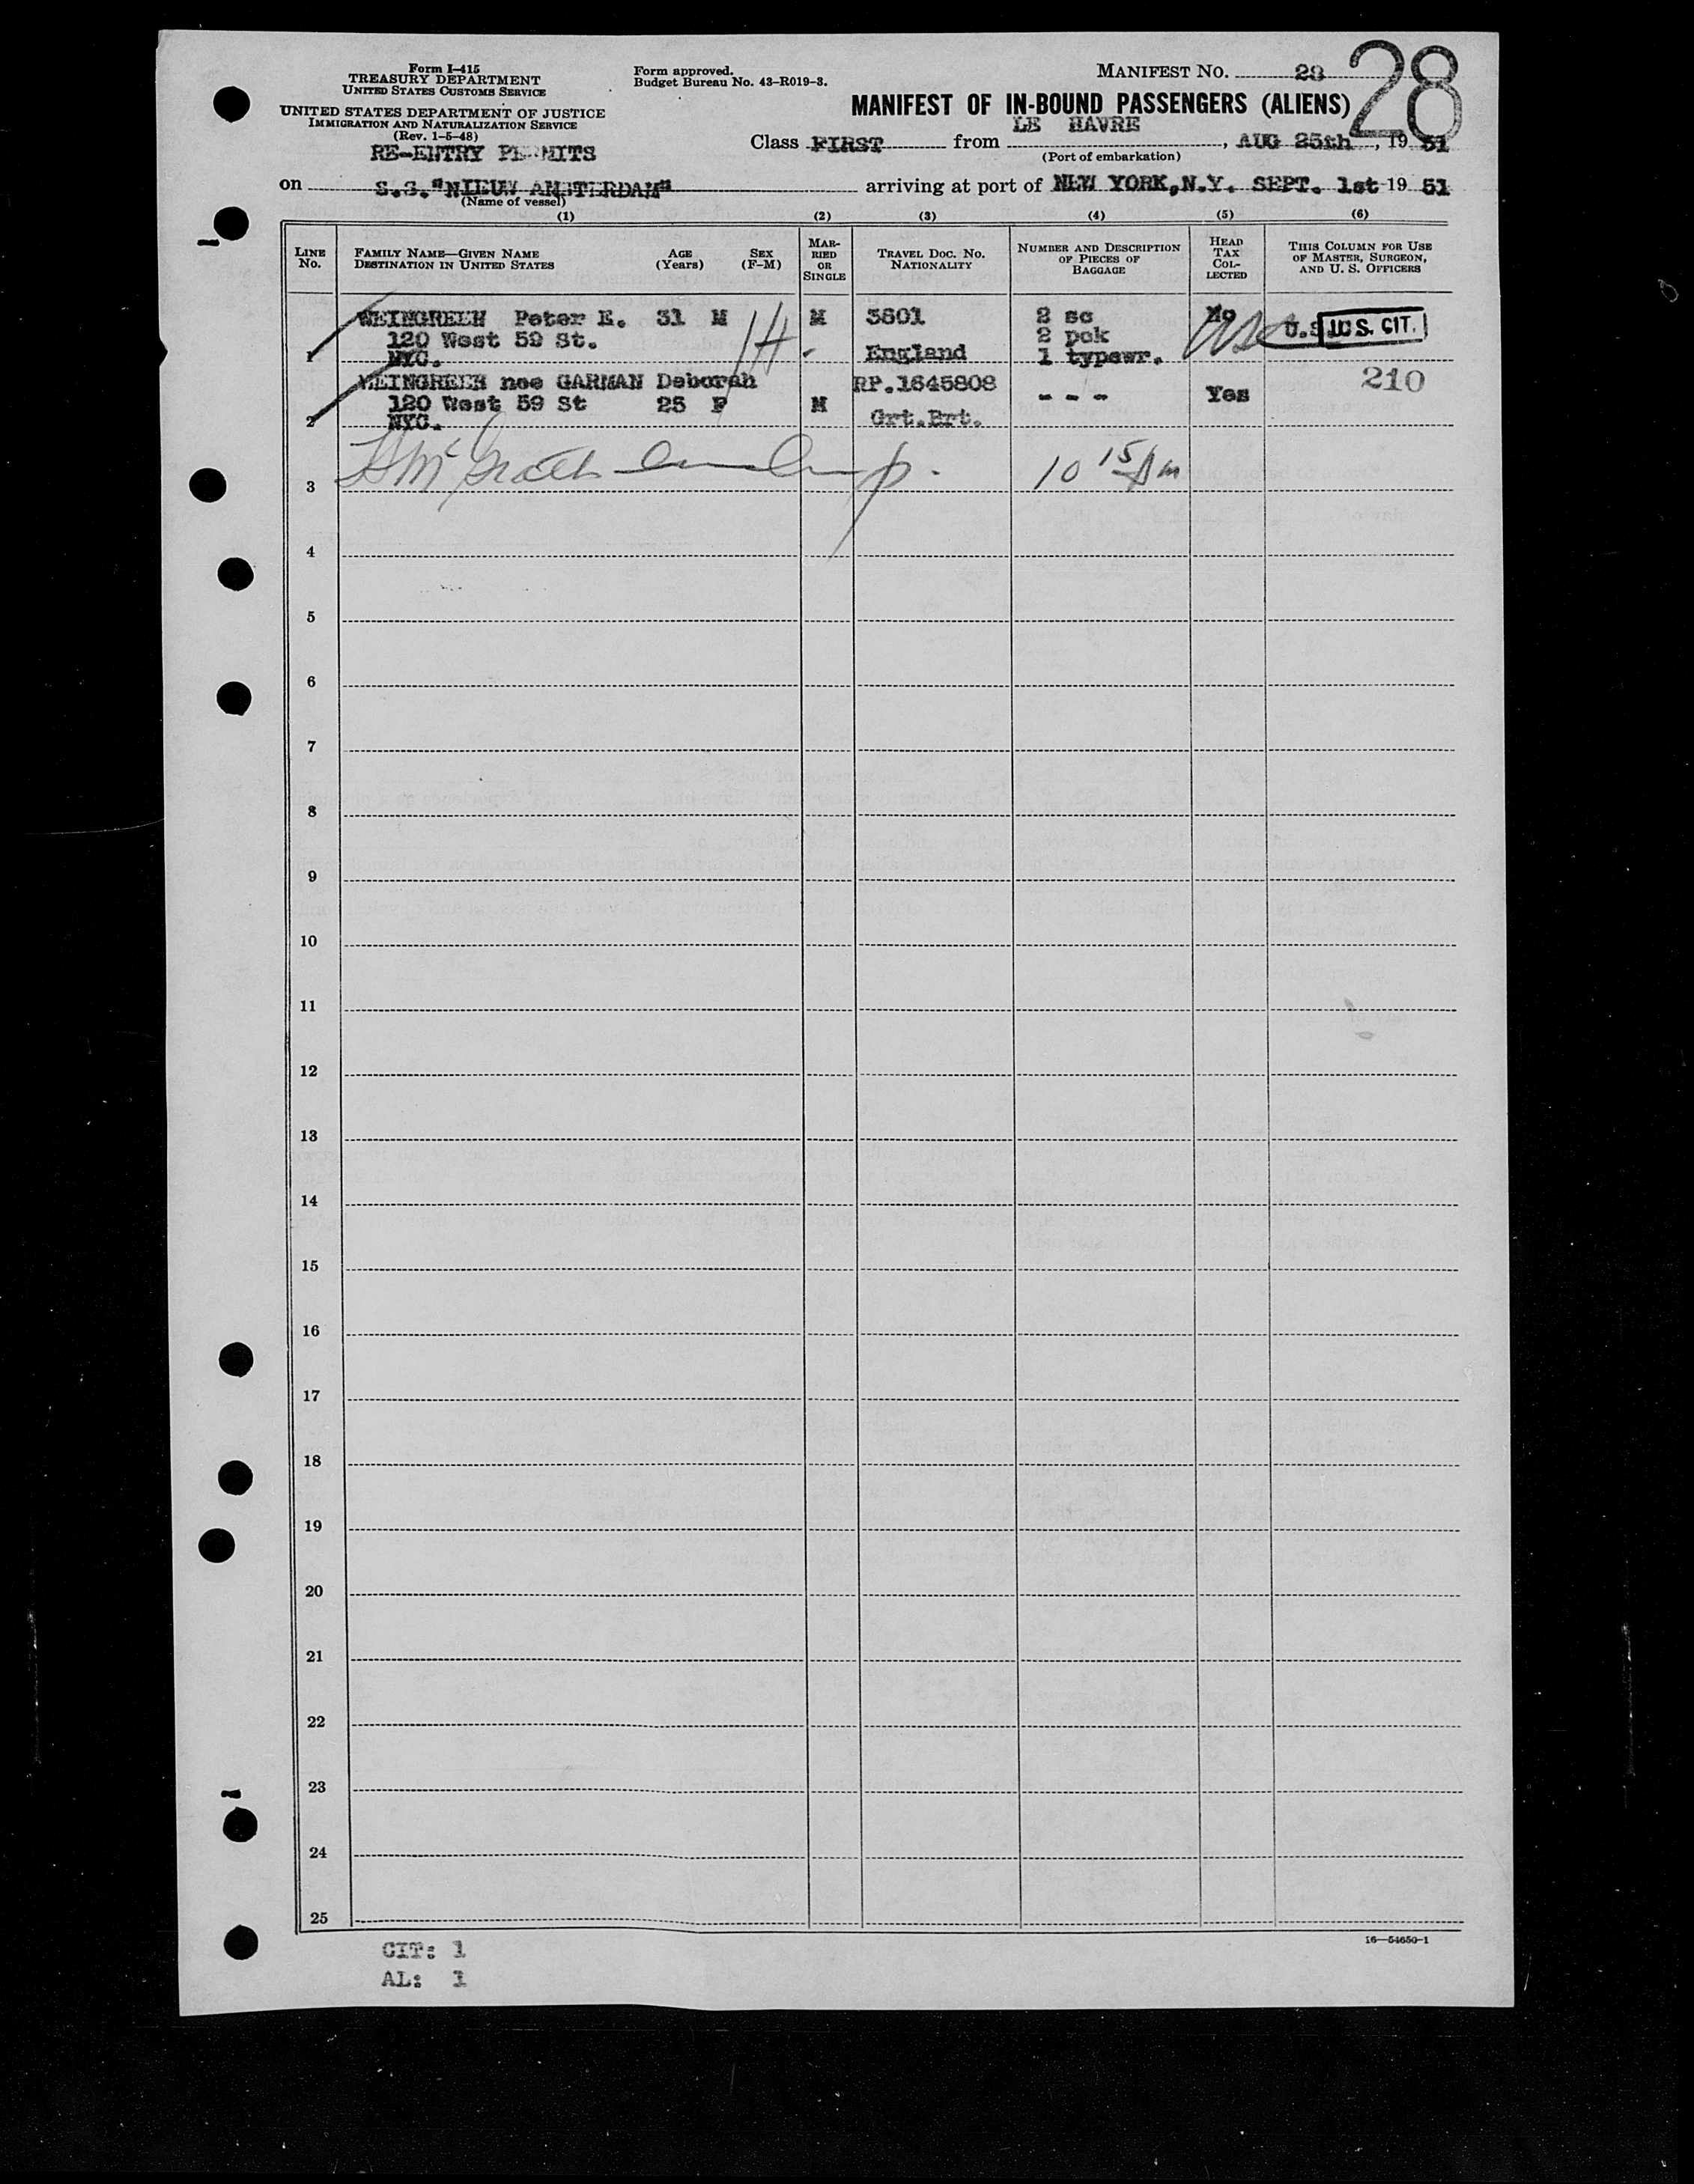 Form I-415
TREASURY DEPARTMENT
UNITED STATES CUSTOMS SERVICE
UNITED STATES DEPARTMENT OF JUSTICE
IMMIGRATION AND NATURALIZATION SERVICE
(Rev. 1-5-48)
RE-ENTRY PERMITS
Form approved.
Budget Bureau No. 43-R019-3.
MANIFEST NO. 28
28
MANIFEST OF IN-BOUND PASSENGERS (ALIENS)
Class FIRST from LE HAVRE, AUG 25th, 19 51
(Port of embarkation)
on S.S. "NIEUW AMSTERDAM" arriving at port of NEW YORK, N.Y. SEPT. 1st 19 51
(Name of vessel)
(1) (2) (3) (4) (5) (6)
LINE No.
FAMILY NAME—GIVEN NAME
DESTINATION IN UNITED STATES
AGE (Years)
SEX (F-M)
MARRIED OR SINGLE
TRAVEL DOC. NO. NATIONALITY
NUMBER AND DESCRIPTION OF PIECES OF BAGGAGE
HEAD TAX COLLECTED
THIS COLUMN FOR USE OF MASTER, SURGEON, AND U. S. OFFICERS
WEINGREEN Peter E. 31 M M 3801 2 sc No
120 West 59 St. 2 pck U.S. U.S. CIT.
1 NYC. England 1 typewr.
WEINGREEN nee GARMAN Deborah RP.1645808 210
120 West 59 St 25 F M - - - Yes
2 NYC. Grt.Brt.
10 15 Am
3
4
5
6
7
8
9
10
11
12
13
14
15
16
17
18
19
20
21
22
23
24
25
16—54650-1
CIT: 1
AL: 1